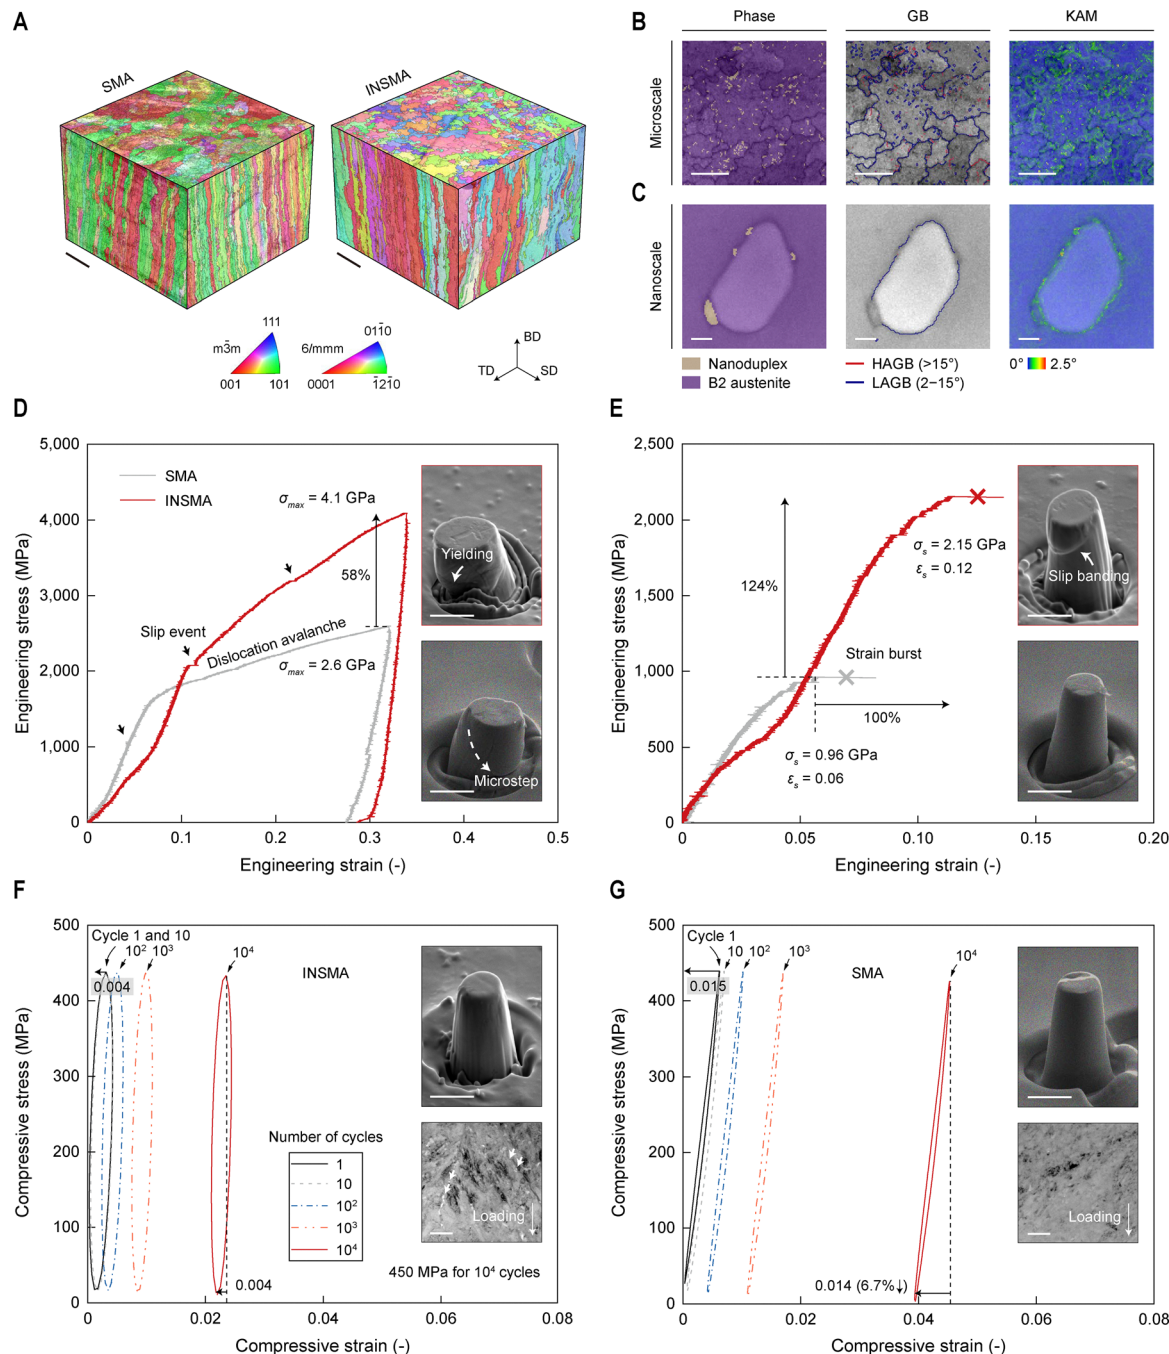 A
SMA
INSMA
m3̄m
111
001
101
6/mmm
011̄0
0001
1̄21̄0
BD
TD
SD
B
Phase
GB
KAM
Microscale
C
Nanoscale
Nanoduplex
B2 austenite
HAGB (>15°)
LAGB (2–15°)
0°
2.5°
D
5,000
4,000
3,000
2,000
1,000
0
Engineering stress (MPa)
SMA
INSMA
σmax = 4.1 GPa
58%
Slip event
Dislocation avalanche
σmax = 2.6 GPa
Yielding
Microstep
0
0.1
0.2
0.3
0.4
0.5
Engineering strain (-)
E
2,500
2,000
1,500
1,000
500
0
Engineering stress (MPa)
124%
σs = 2.15 GPa
εs = 0.12
Strain burst
100%
σs = 0.96 GPa
εs = 0.06
Slip banding
0
0.05
0.10
0.15
0.20
Engineering strain (-)
F
500
400
300
200
100
0
Compressive stress (MPa)
Cycle 1 and 10
10²
10³
10⁴
INSMA
0.004
Number of cycles
1
10
10²
10³
10⁴
Loading
450 MPa for 10⁴ cycles
0.004
0
0.02
0.04
0.06
0.08
Compressive strain (-)
G
500
400
300
200
100
0
Compressive stress (MPa)
Cycle 1
10
10²
10³
10⁴
SMA
0.015
Loading
0.014 (6.7%↓)
0
0.02
0.04
0.06
0.08
Compressive strain (-)